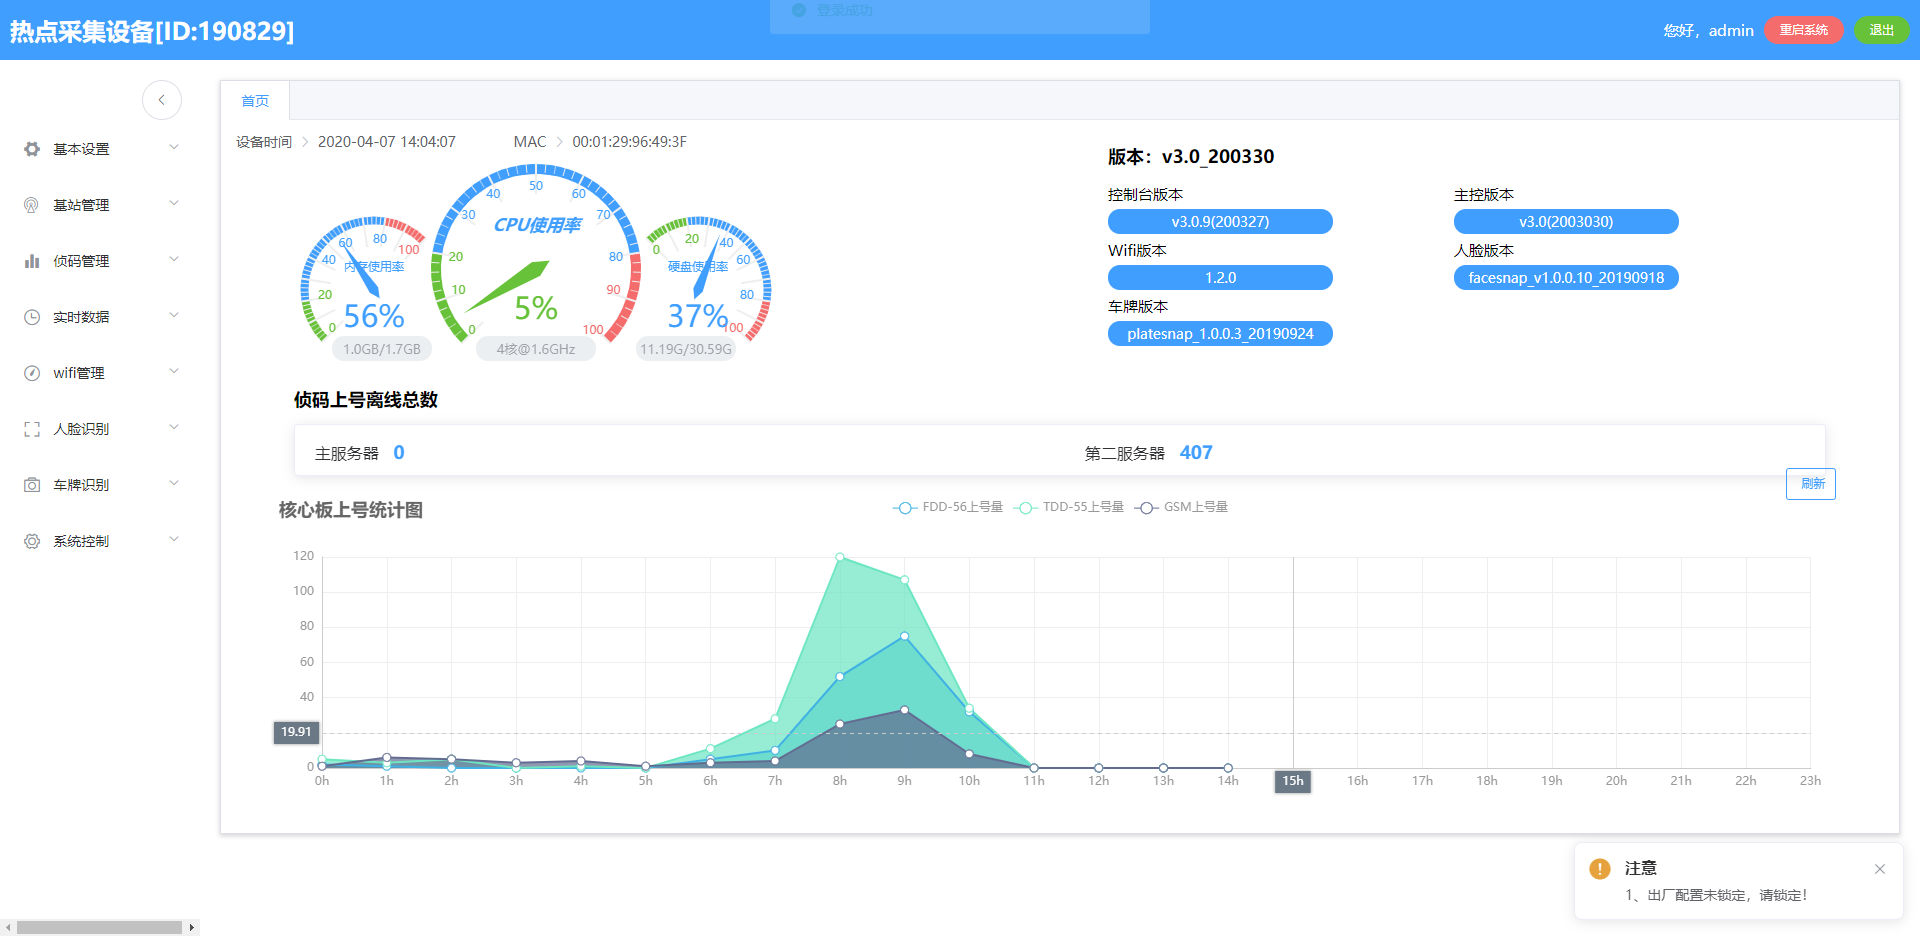 登录成功
热点采集设备[ID:190829]
您好，admin
重启系统
退出
基本设置
基站管理
侦码管理
实时数据
wifi管理
人脸识别
车牌识别
系统控制
首页
设备时间 2020-04-07 14:04:07 MAC 00:01:29:96:49:3F
0 20 40 60 80 100
内存使用率
56%
1.0GB/1.7GB
0 10 20 30 40 50 60 70 80 90 100
CPU使用率
5%
4核@1.6GHz
0 20 40 60 80 100
硬盘使用率
37%
11.19G/30.59G
版本：v3.0_200330
控制台版本
v3.0.9(200327)
主控版本
v3.0(2003030)
Wifi版本
1.2.0
人脸版本
facesnap_v1.0.0.10_20190918
车牌版本
platesnap_1.0.0.3_20190924
侦码上号离线总数
主服务器 0
第二服务器 407
刷新
核心板上号统计图
FDD-56上号量 TDD-55上号量 GSM上号量
120
100
80
60
40
19.91
0
0h 1h 2h 3h 4h 5h 6h 7h 8h 9h 10h 11h 12h 13h 14h 15h 16h 17h 18h 19h 20h 21h 22h 23h
注意
1、出厂配置未锁定，请锁定!